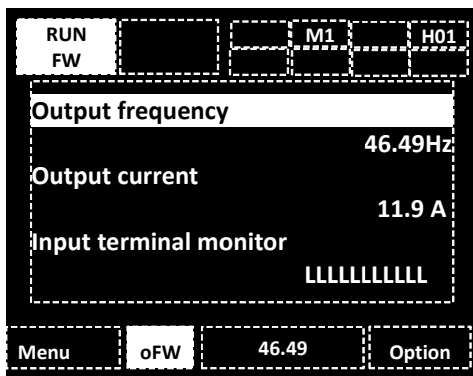 RUN
FW
M1
H01
Output frequency
46.49Hz
Output current
11.9 A
Input terminal monitor
LLLLLLLLLLL
Menu
oFW
46.49
Option